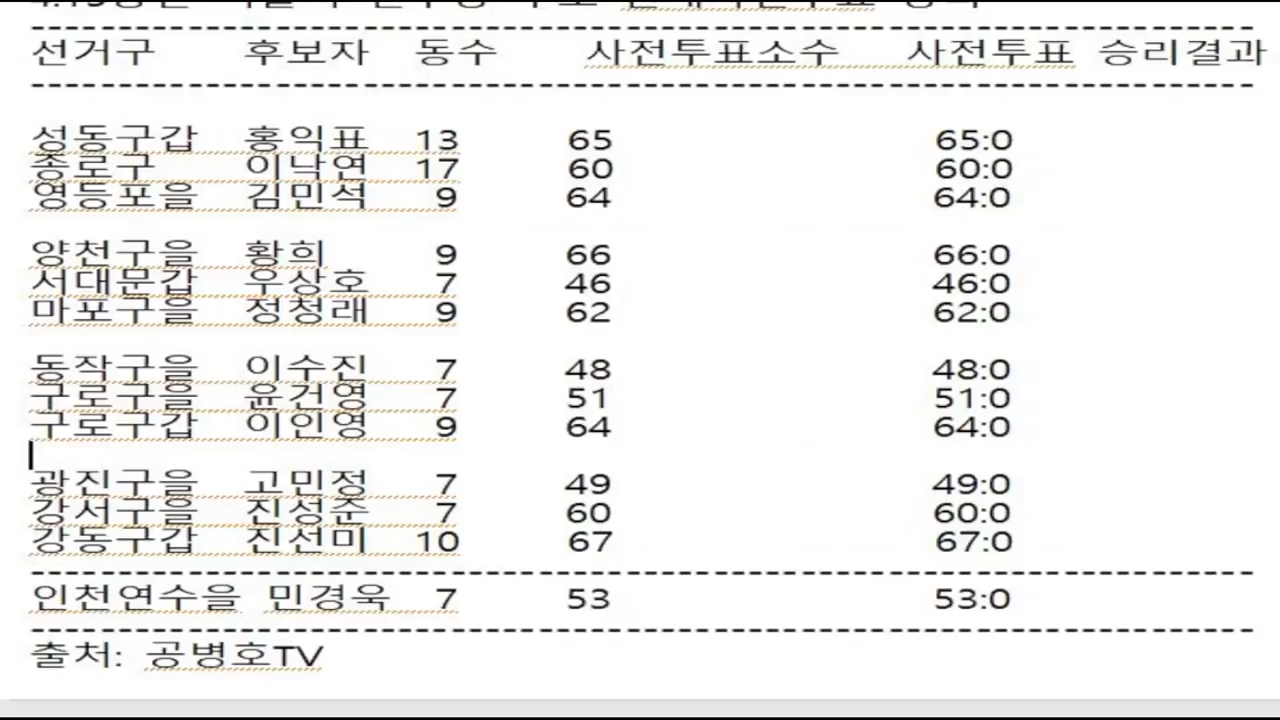 선거구 후보자 동수 사전투표소수 사전투표 승리결과
성동구갑 홍익표 13 65 65:0
종로구 이낙연 17 60 60:0
영등포을 김민석 9 64 64:0
양천구을 황희 9 66 66:0
서대문갑 우상호 7 46 46:0
마포구을 정청래 9 62 62:0
동작구을 이수진 7 48 48:0
구로구을 윤건영 7 51 51:0
구로구갑 이인영 9 64 64:0
광진구을 고민정 7 49 49:0
강서구을 진성준 7 60 60:0
강동구갑 진선미 10 67 67:0
인천연수을 민경욱 7 53 53:0
출처: 공병호TV